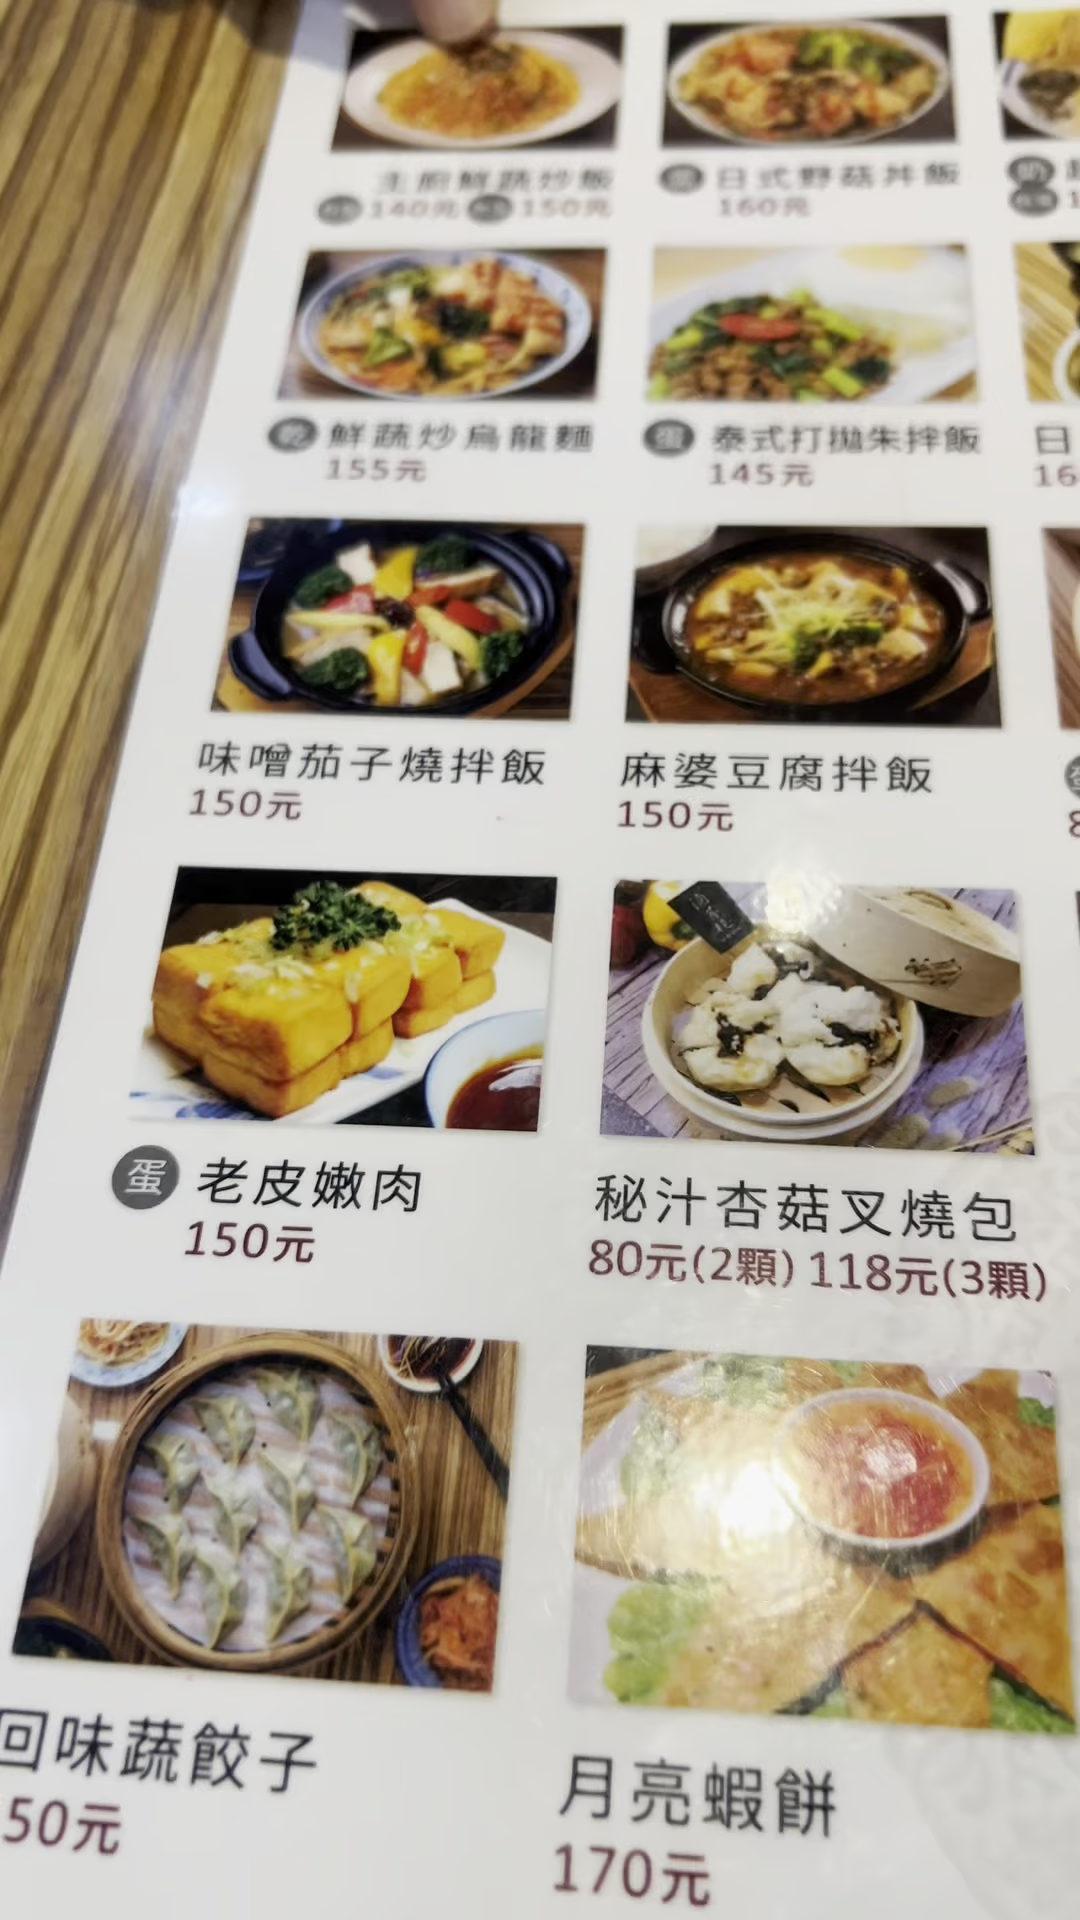 主廚鮮蔬炒飯
140元 150元
日式野菇丼飯
160元
奶
乾 鮮蔬炒烏龍麵
155元
蛋 泰式打拋朱拌飯
145元
日
16
味噌茄子燒拌飯
150元
麻婆豆腐拌飯
150元
蛋 老皮嫩肉
150元
秘汁杏菇叉燒包
80元(2顆) 118元(3顆)
回味蔬餃子
50元
月亮蝦餅
170元